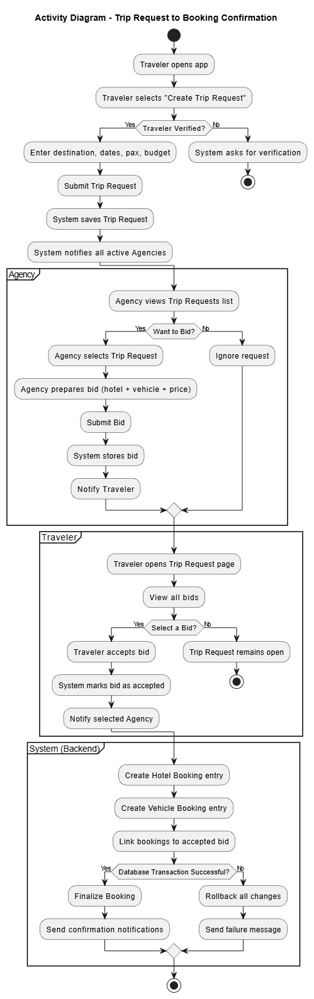 Activity Diagram - Trip Request to Booking Confirmation
Traveler opens app
Traveler selects "Create Trip Request"
Traveler Verified?
Yes
No
Enter destination, dates, pax, budget
System asks for verification
Submit Trip Request
System saves Trip Request
System notifies all active Agencies
Agency
Agency views Trip Requests list
Want to Bid?
Yes
No
Agency selects Trip Request
Ignore request
Agency prepares bid (hotel + vehicle + price)
Submit Bid
System stores bid
Notify Traveler
Traveler
Traveler opens Trip Request page
View all bids
Select a Bid?
Yes
No
Traveler accepts bid
Trip Request remains open
System marks bid as accepted
Notify selected Agency
System (Backend)
Create Hotel Booking entry
Create Vehicle Booking entry
Link bookings to accepted bid
Database Transaction Successful?
Yes
No
Finalize Booking
Rollback all changes
Send confirmation notifications
Send failure message